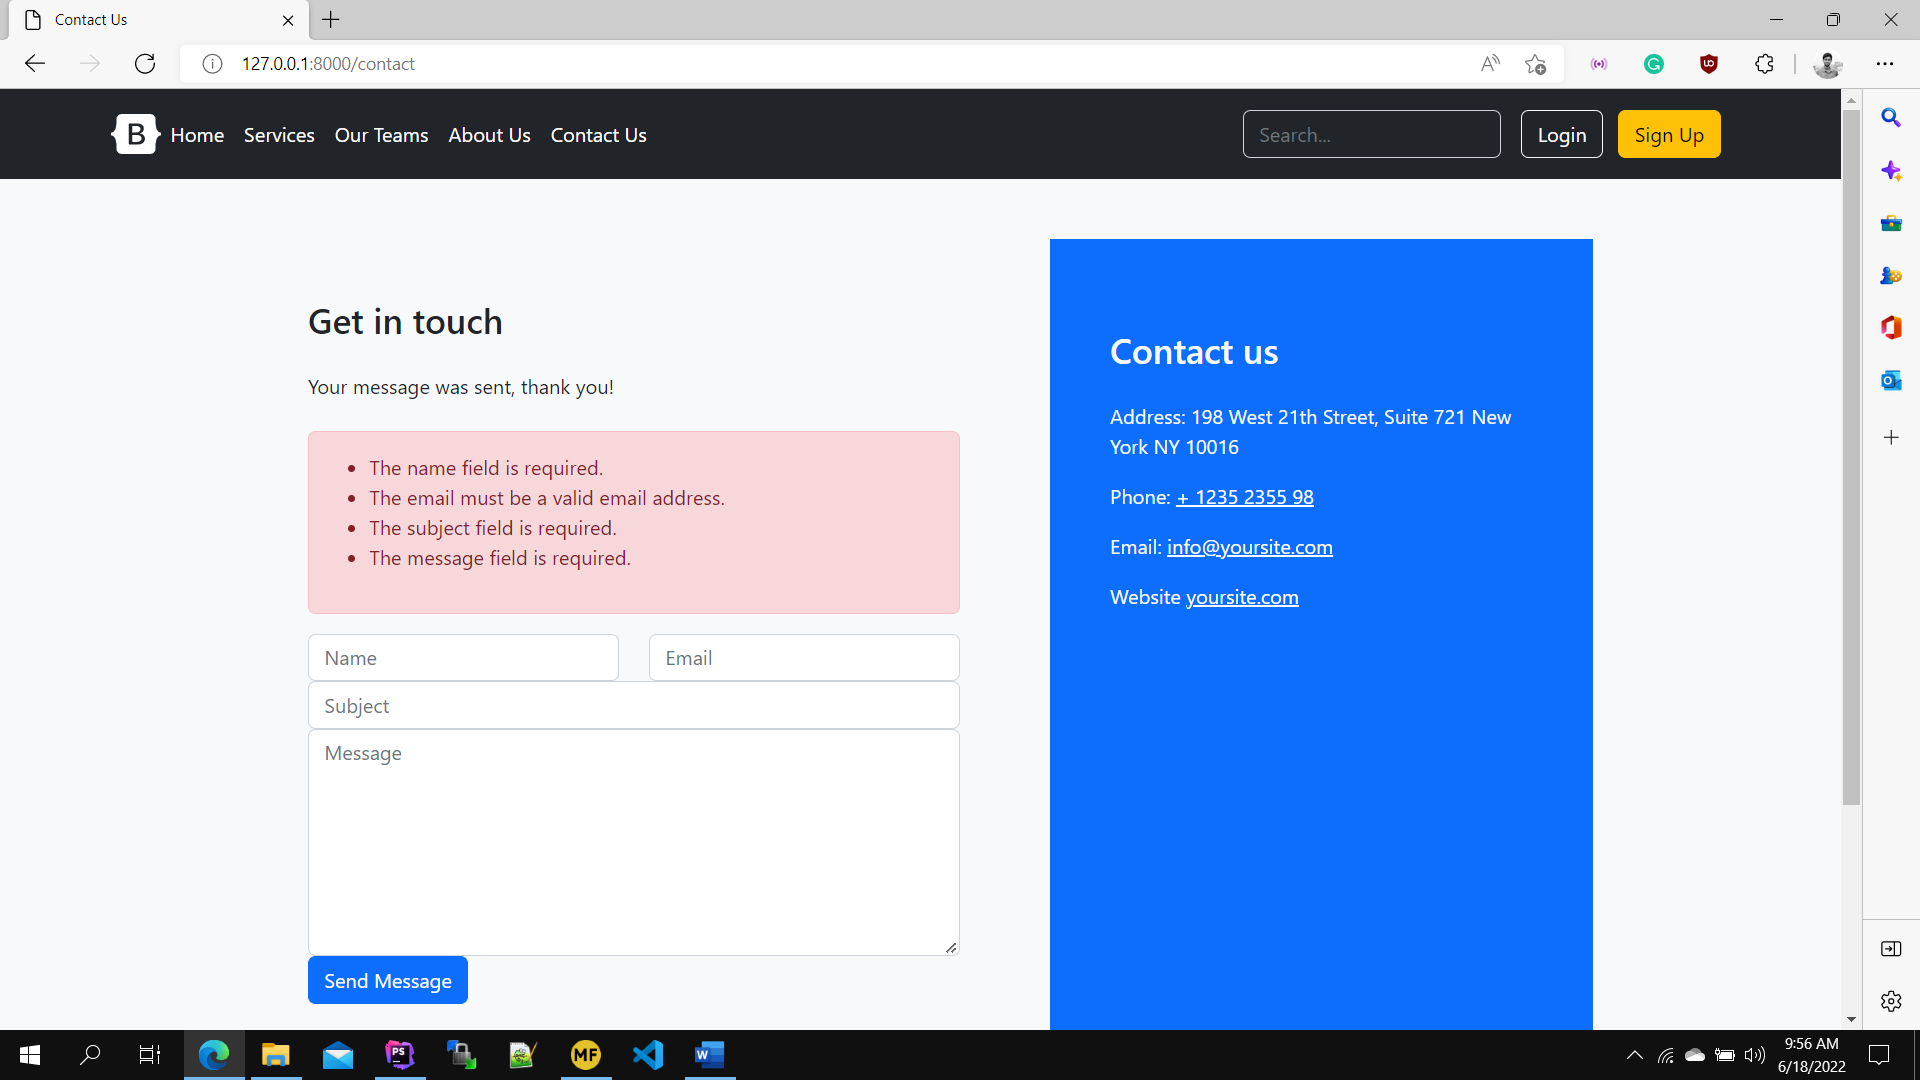 Contact Us
127.0.0.1:8000/contact
B Home Services Our Teams About Us Contact Us Search... Login Sign Up
Get in touch
Your message was sent, thank you!
The name field is required.
The email must be a valid email address.
The subject field is required.
The message field is required.
Name Email
Subject
Message
Send Message
Contact us
Address: 198 West 21th Street, Suite 721 New
York NY 10016
Phone: + 1235 2355 98
Email: info@yoursite.com
Website yoursite.com
PS
MF
W
9:56 AM
6/18/2022